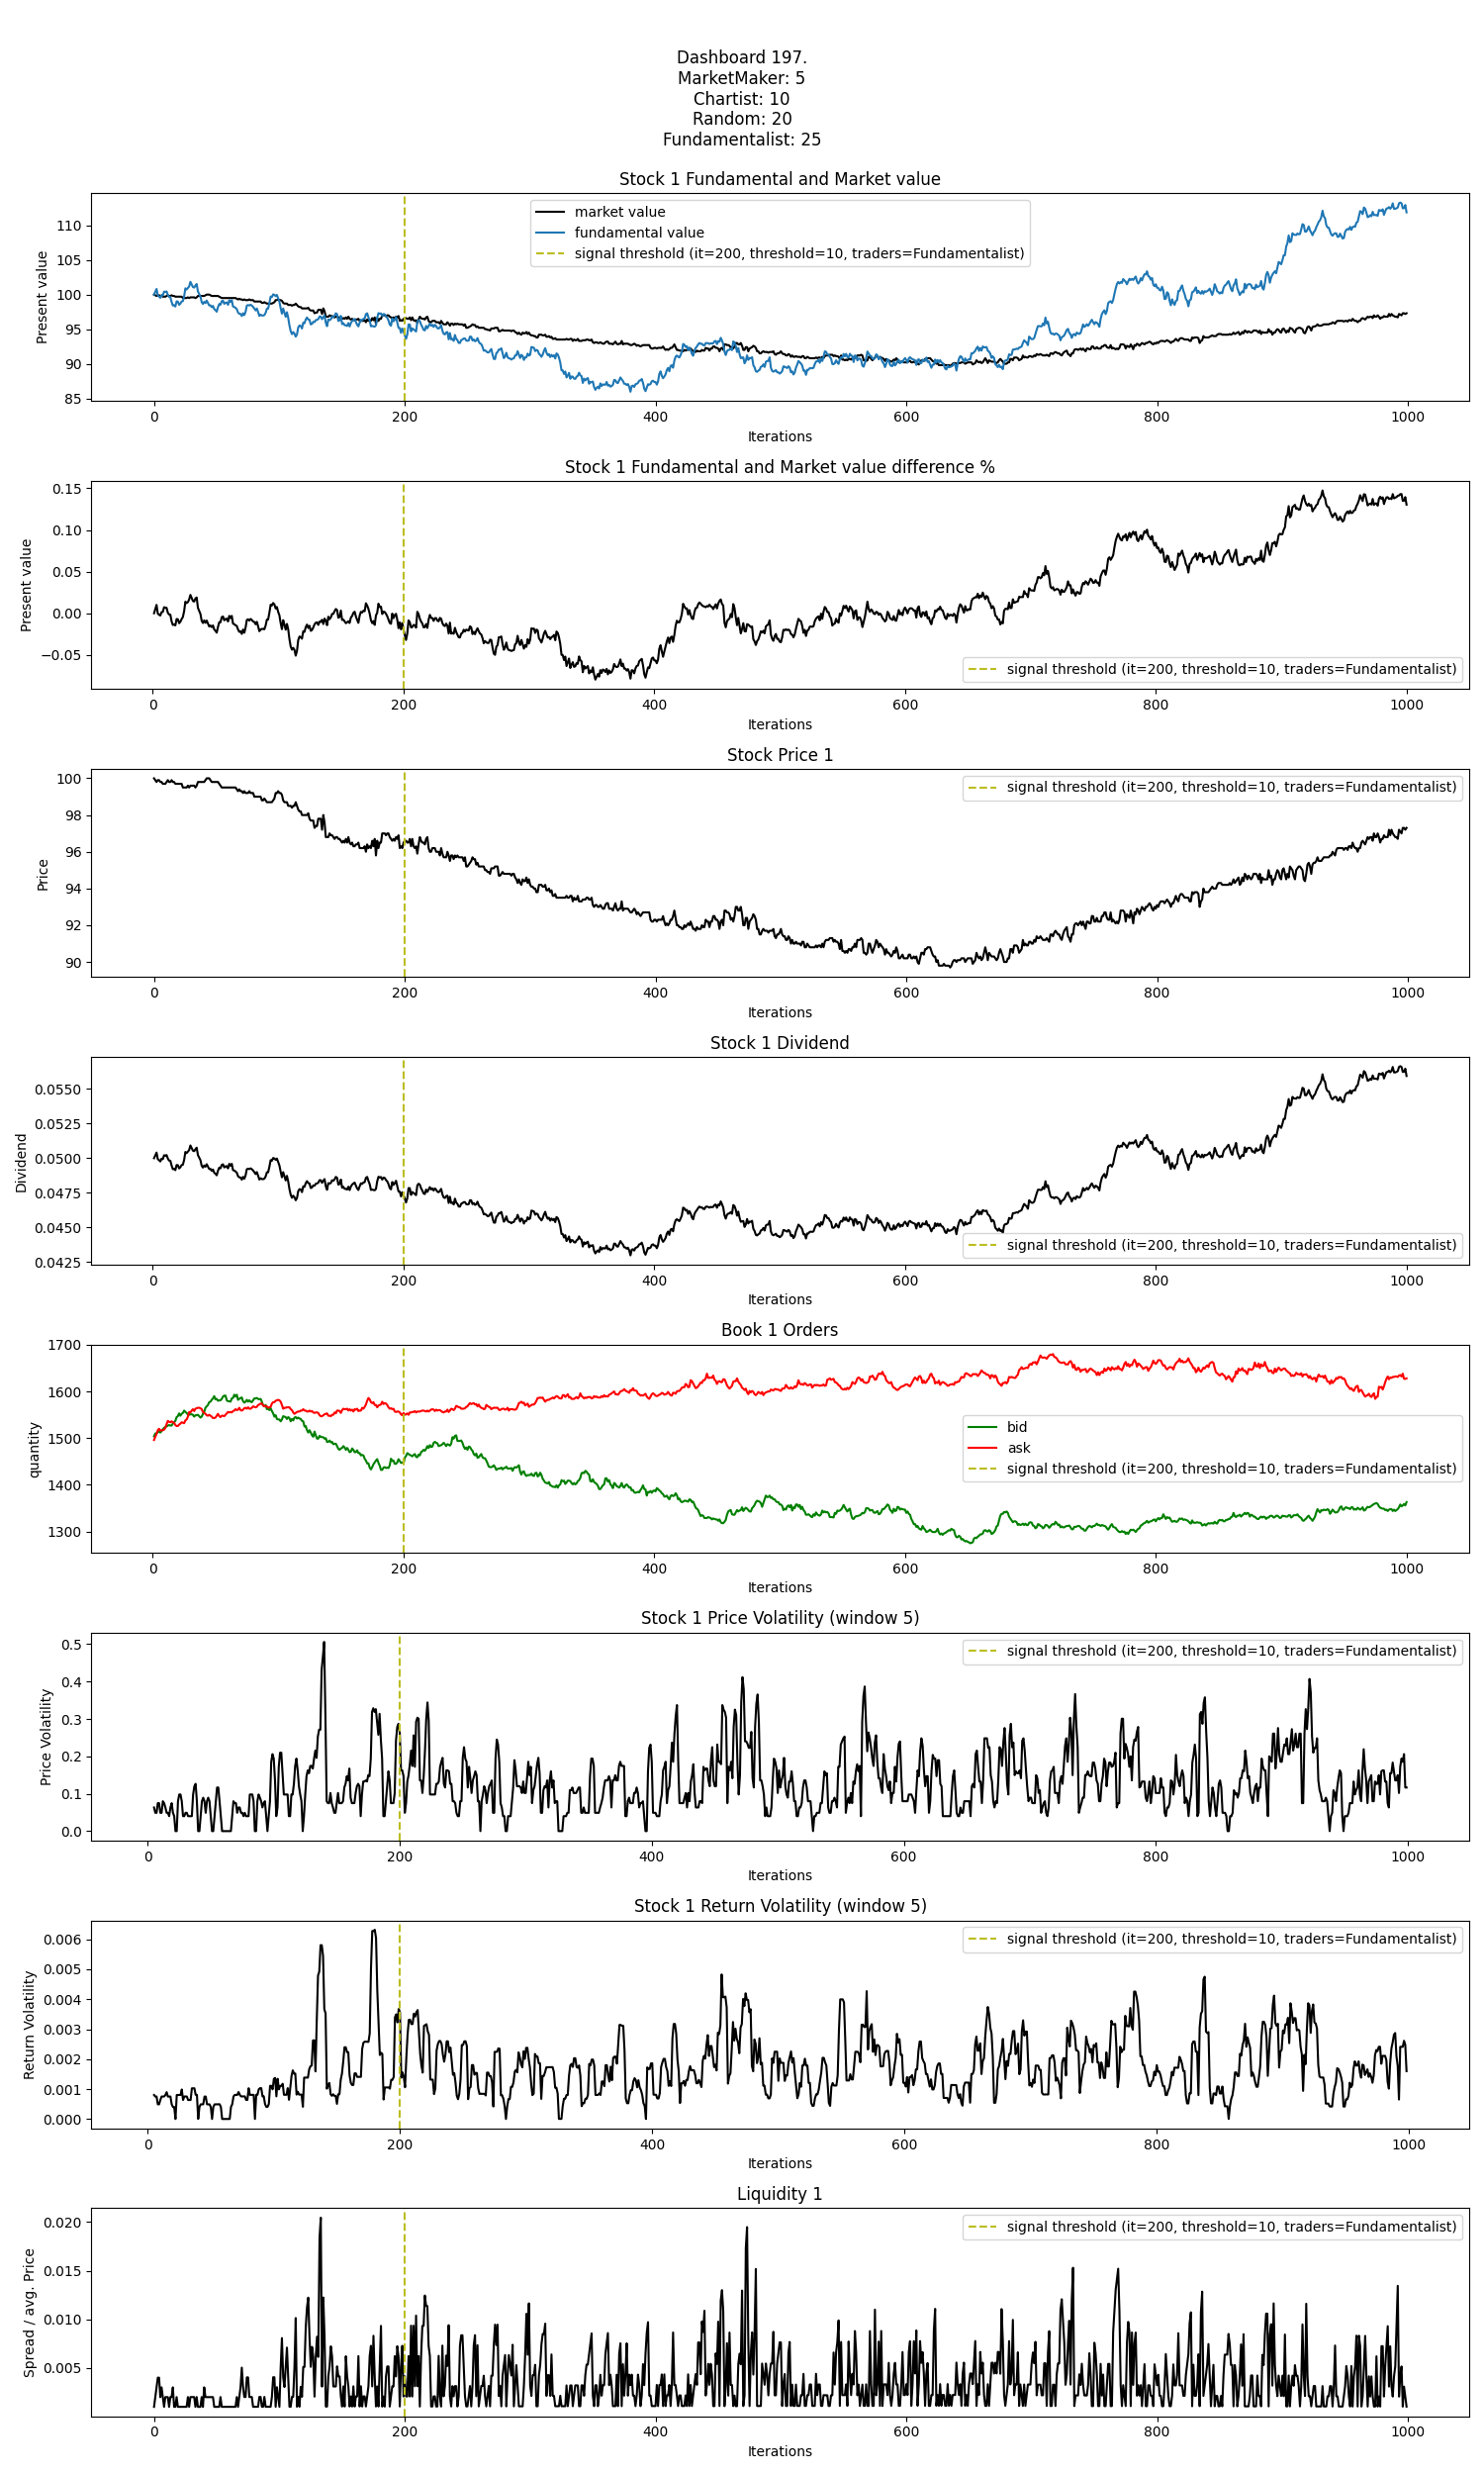 Dashboard 197.
MarketMaker: 5
Chartist: 10
Random: 20
Fundamentalist: 25
Stock 1 Fundamental and Market value
market value
fundamental value
signal threshold (it=200, threshold=10, traders=Fundamentalist)
Present value
110
105
100
95
90
85
0 200 400 600 800 1000
Iterations
Stock 1 Fundamental and Market value difference %
Present value
0.15
0.10
0.05
0.00
−0.05
signal threshold (it=200, threshold=10, traders=Fundamentalist)
0 200 400 600 800 1000
Iterations
Stock Price 1
signal threshold (it=200, threshold=10, traders=Fundamentalist)
Price
100
98
96
94
92
90
0 200 400 600 800 1000
Iterations
Stock 1 Dividend
Dividend
0.0550
0.0525
0.0500
0.0475
0.0450
0.0425
signal threshold (it=200, threshold=10, traders=Fundamentalist)
0 200 400 600 800 1000
Iterations
Book 1 Orders
quantity
1700
1600
1500
1400
1300
bid
ask
signal threshold (it=200, threshold=10, traders=Fundamentalist)
0 200 400 600 800 1000
Iterations
Stock 1 Price Volatility (window 5)
signal threshold (it=200, threshold=10, traders=Fundamentalist)
Price Volatility
0.5
0.4
0.3
0.2
0.1
0.0
0 200 400 600 800 1000
Iterations
Stock 1 Return Volatility (window 5)
signal threshold (it=200, threshold=10, traders=Fundamentalist)
Return Volatility
0.006
0.005
0.004
0.003
0.002
0.001
0.000
0 200 400 600 800 1000
Iterations
Liquidity 1
signal threshold (it=200, threshold=10, traders=Fundamentalist)
Spread / avg. Price
0.020
0.015
0.010
0.005
0 200 400 600 800 1000
Iterations